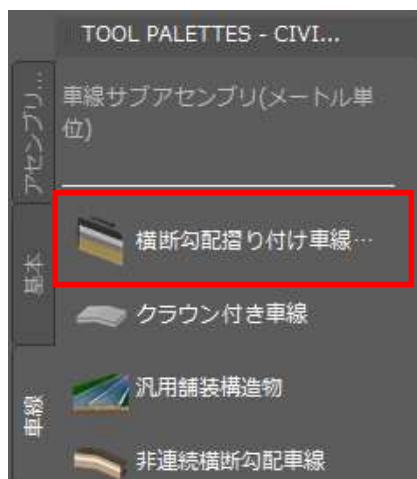 TOOL PALETTES - CIVI...
アセンブリ...
車線サブアセンブリ(メートル単
位)
横断勾配摺り付け車線…
基本
クラウン付き車線
車線
汎用舗装構造物
非連続横断勾配車線